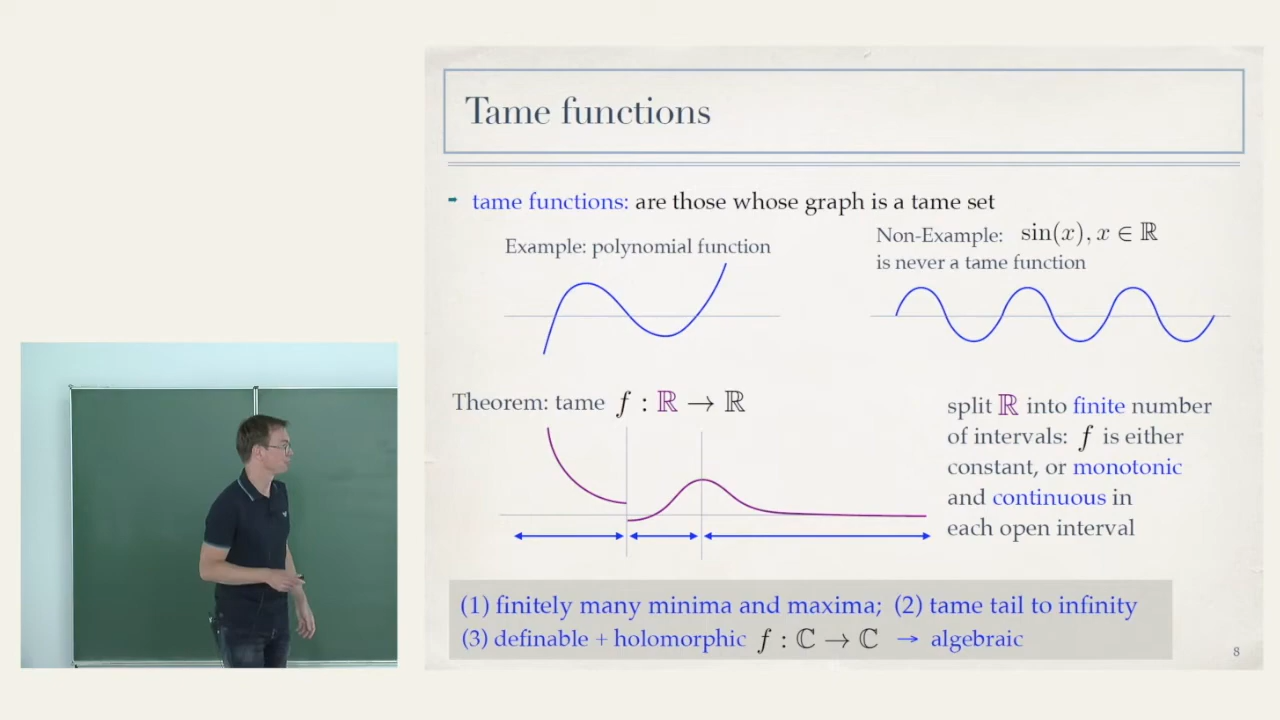 Tame functions
tame functions: are those whose graph is a tame set
Example: polynomial function
Non-Example: sin(x), x ∈ ℝ
is never a tame function
Theorem: tame f : ℝ → ℝ
split ℝ into finite number
of intervals: f is either
constant, or monotonic
and continuous in
each open interval
(1) finitely many minima and maxima; (2) tame tail to infinity
(3) definable + holomorphic f : ℂ → ℂ → algebraic
8